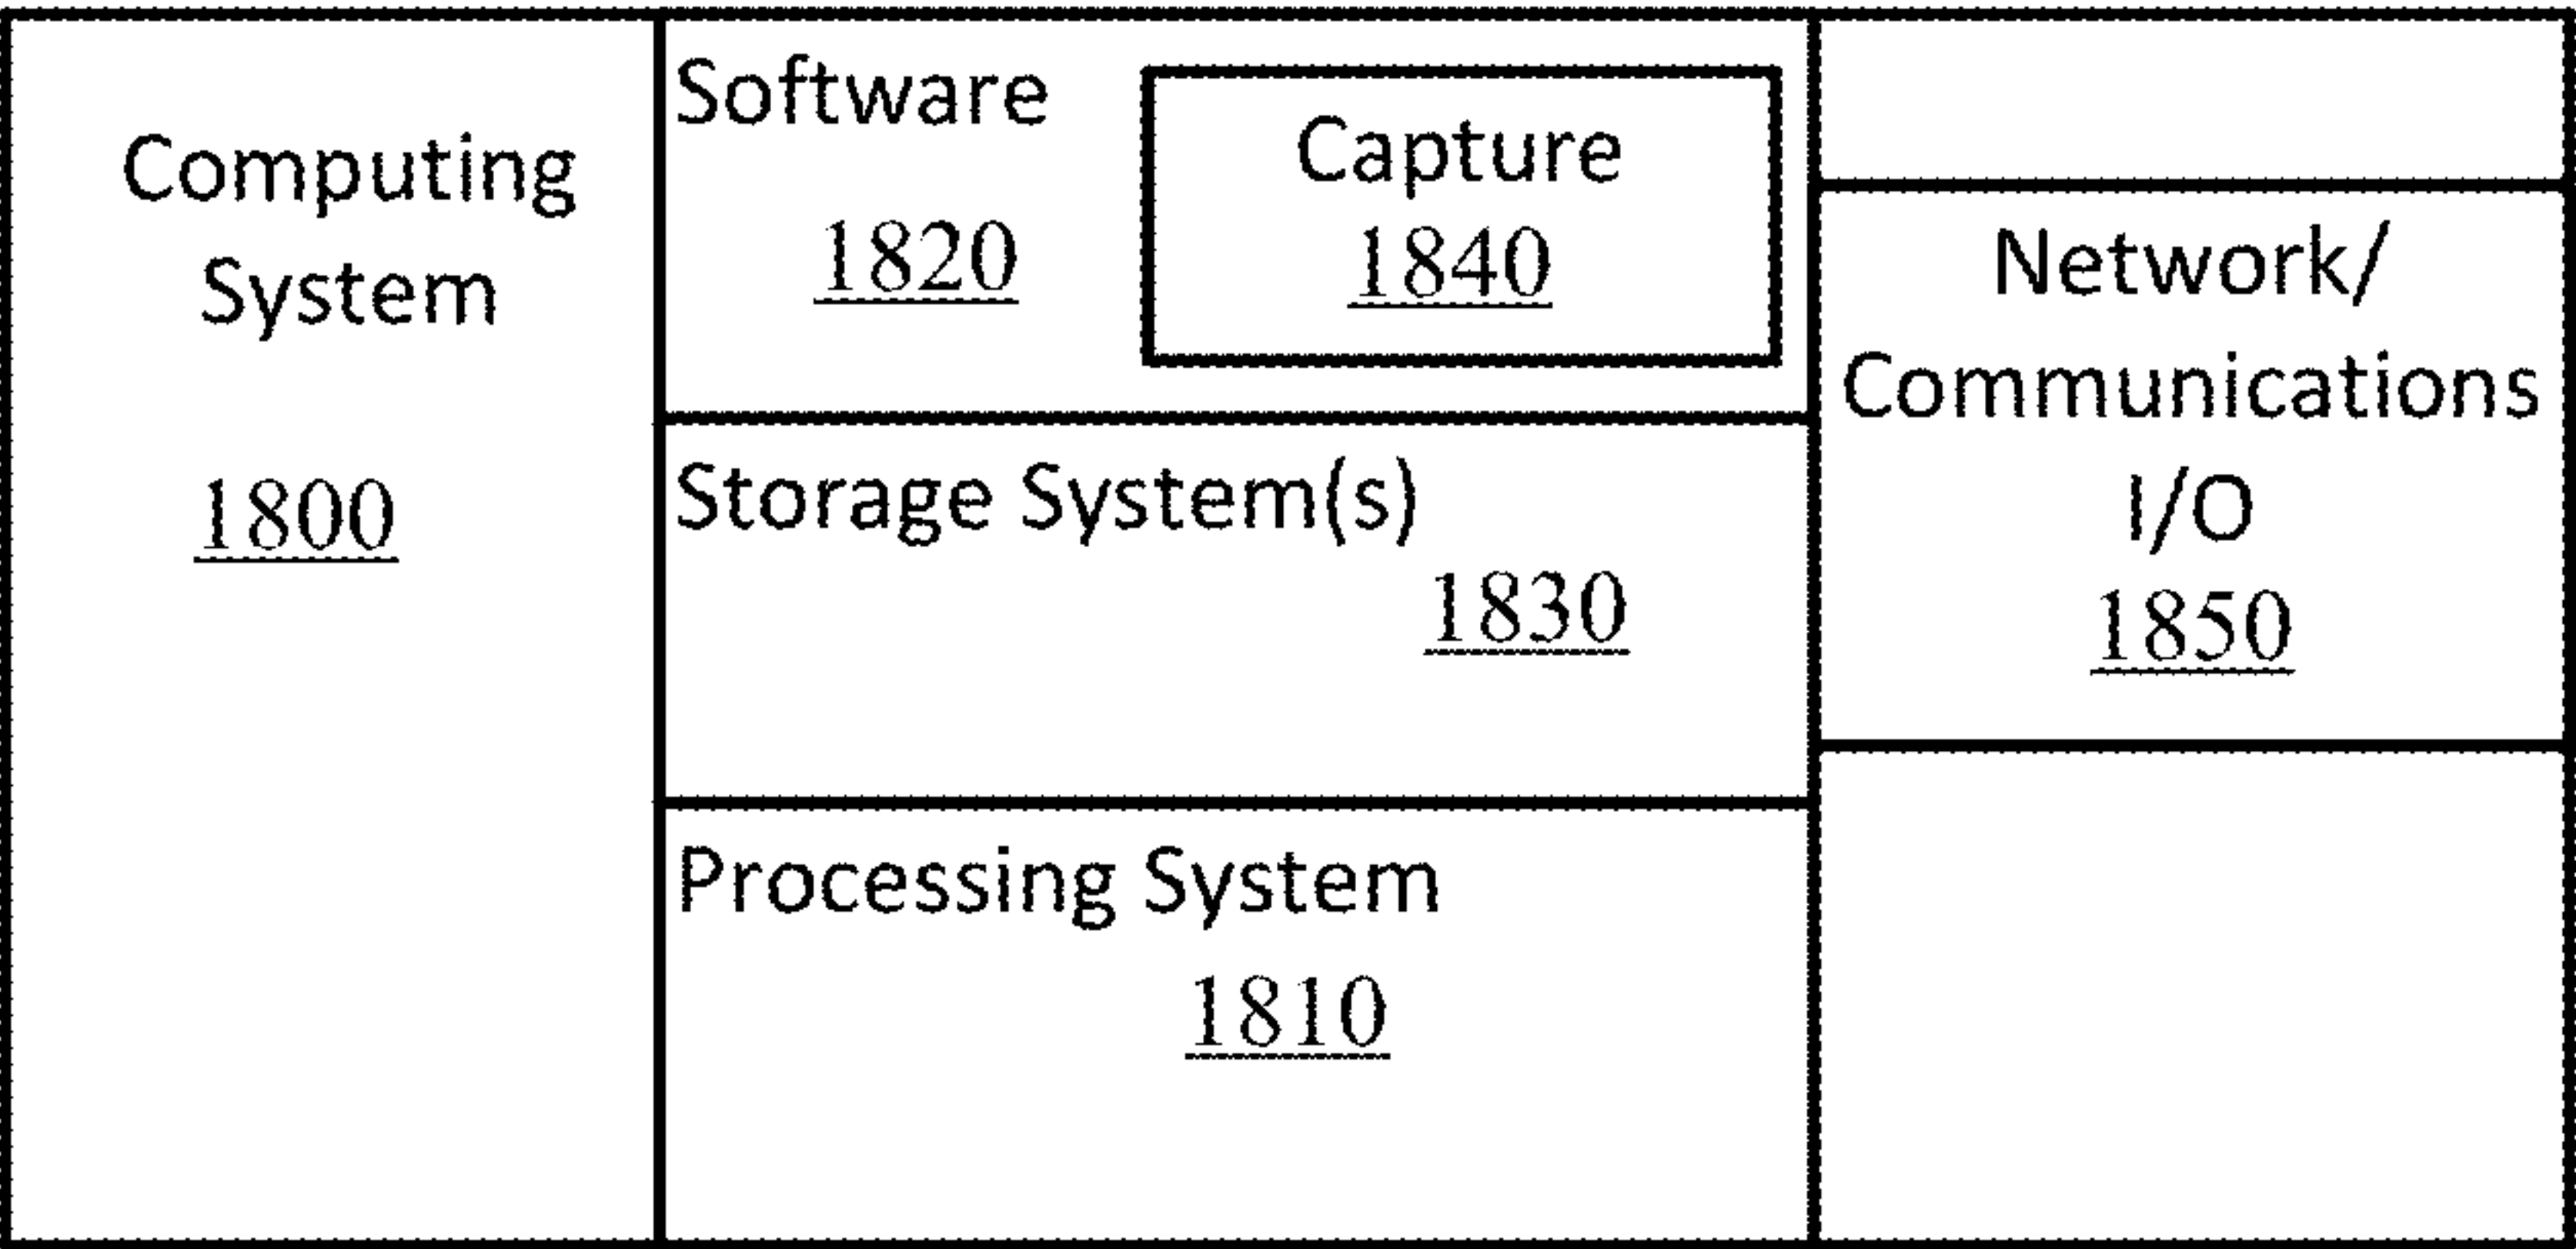 Computing
System
1800
Software
1820
Capture
1840
Storage System(s)
1830
Processing System
1810
Network/
Communications
I/O
1850